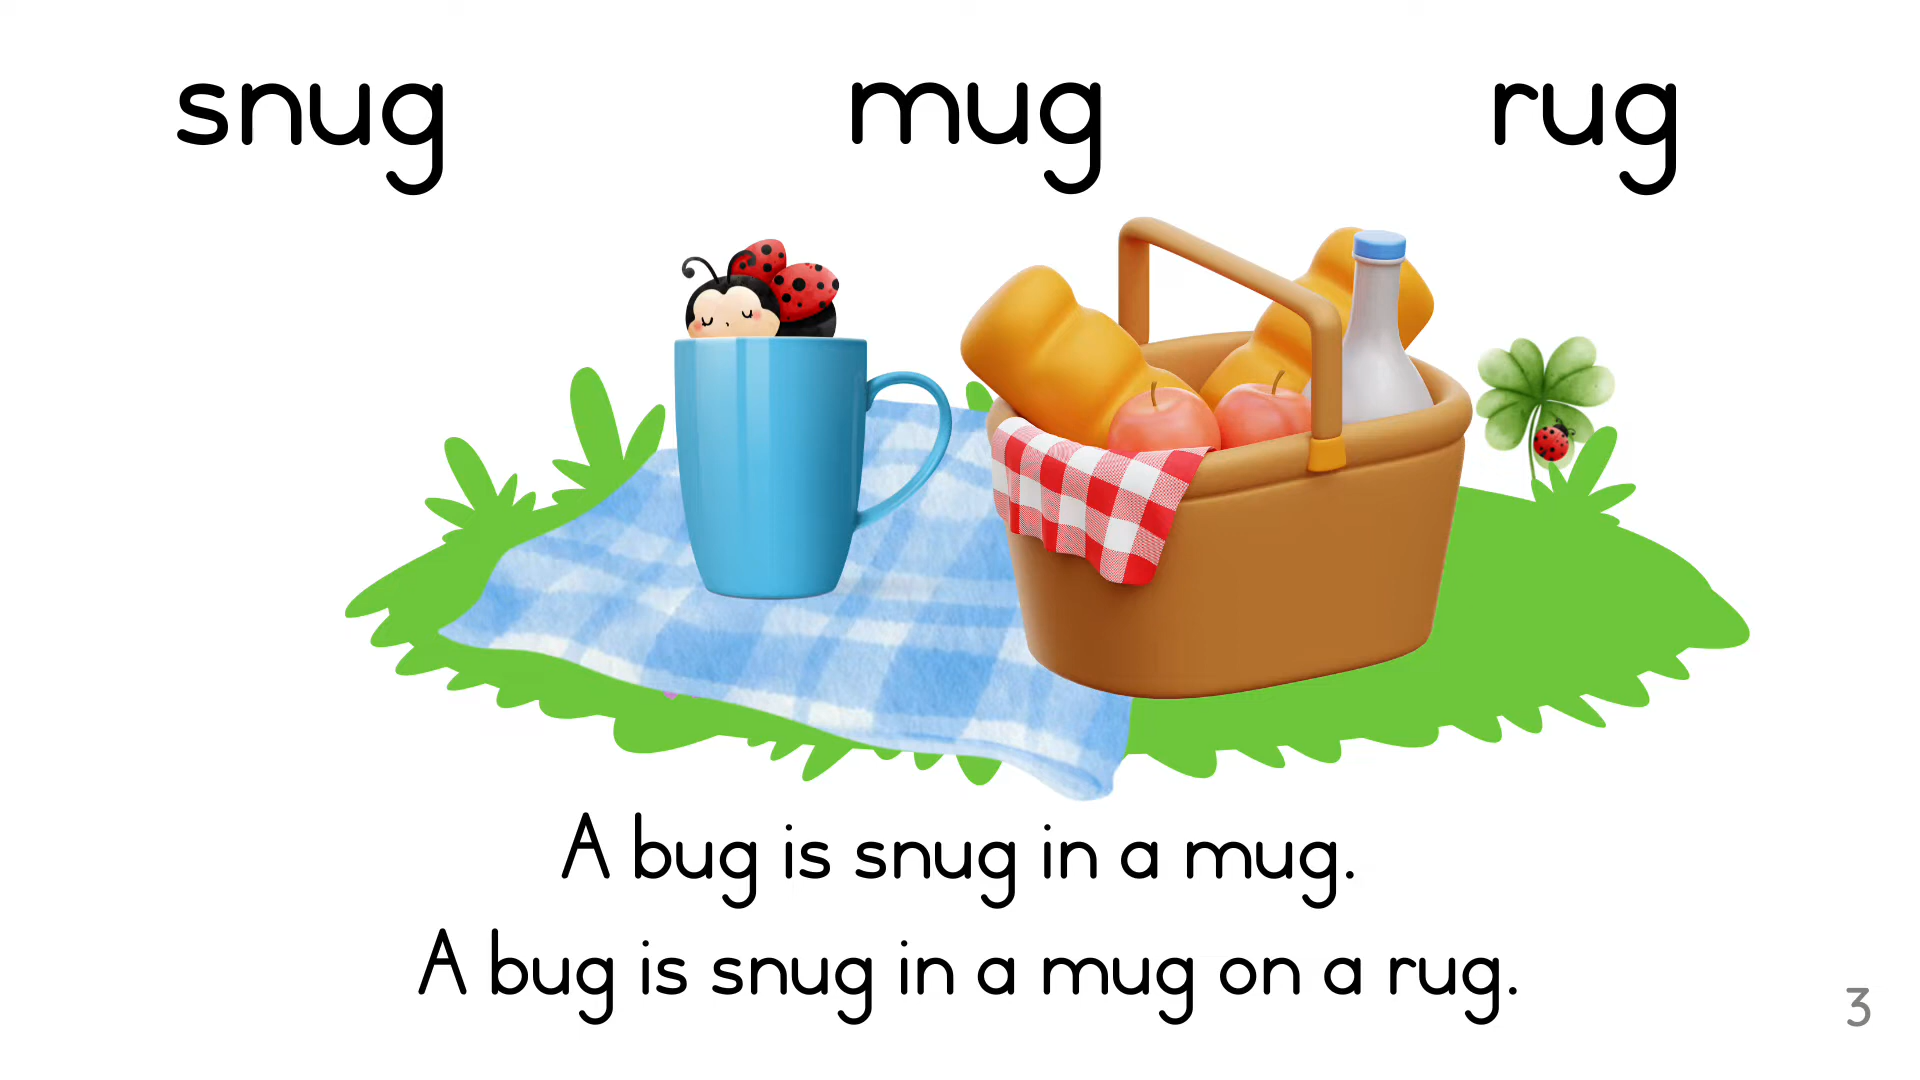 snug mug rug
A bug is snug in a mug.
A bug is snug in a mug on a rug.
3